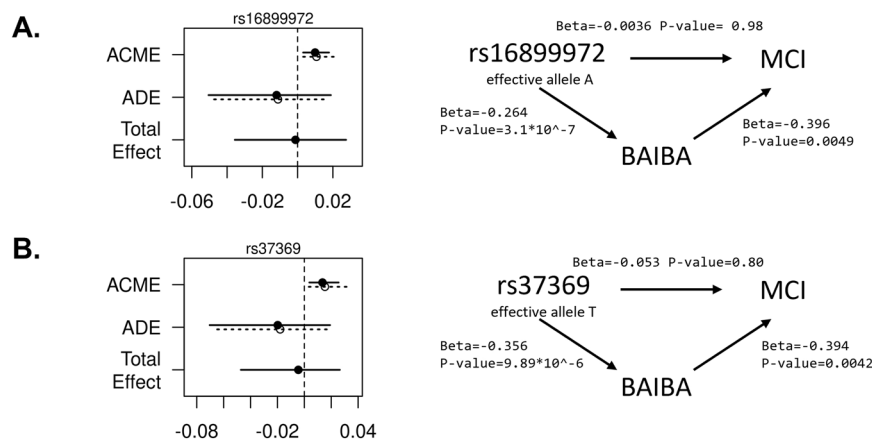 A.
rs16899972
ACME
ADE
Total
Effect
-0.06
-0.02
0.02
Beta=-0.0036 P-value= 0.98
rs16899972
MCI
effective allele A
Beta=-0.264
P-value=3.1*10^-7
Beta=-0.396
P-value=0.0049
BAIBA
B.
rs37369
ACME
ADE
Total
Effect
-0.08
-0.02
0.04
Beta=-0.053 P-value=0.80
rs37369
MCI
effective allele T
Beta=-0.356
P-value=9.89*10^-6
Beta=-0.394
P-value=0.0042
BAIBA